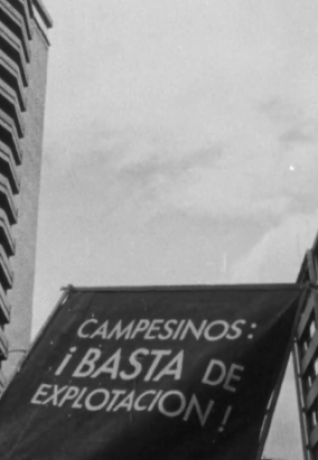 CAMPESINOS:
¡BASTA DE
EXPLOTACION!